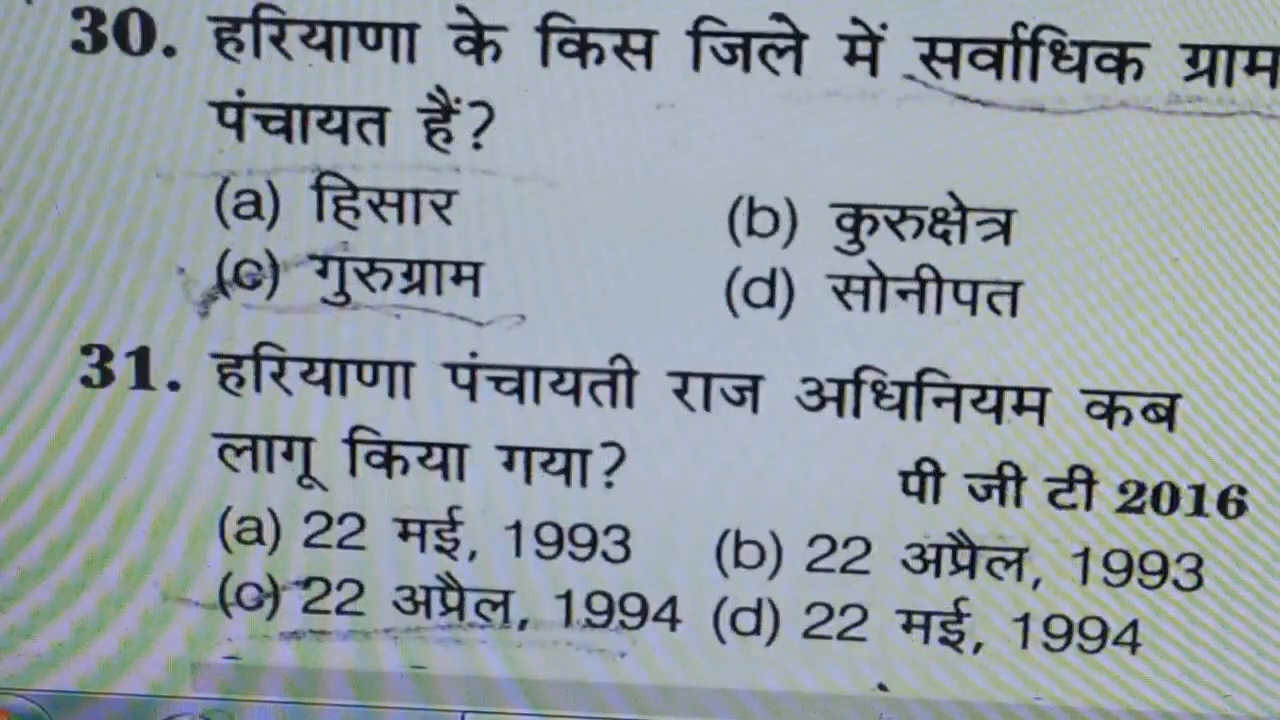 30. हरियाणा के किस जिले में सर्वाधिक ग्राम
पंचायत हैं?
(a) हिसार (b) कुरुक्षेत्र
(c) गुरुग्राम (d) सोनीपत
31. हरियाणा पंचायती राज अधिनियम कब
लागू किया गया?
पी जी टी 2016
(a) 22 मई, 1993 (b) 22 अप्रैल, 1993
(c) 22 अप्रैल, 1994 (d) 22 मई, 1994